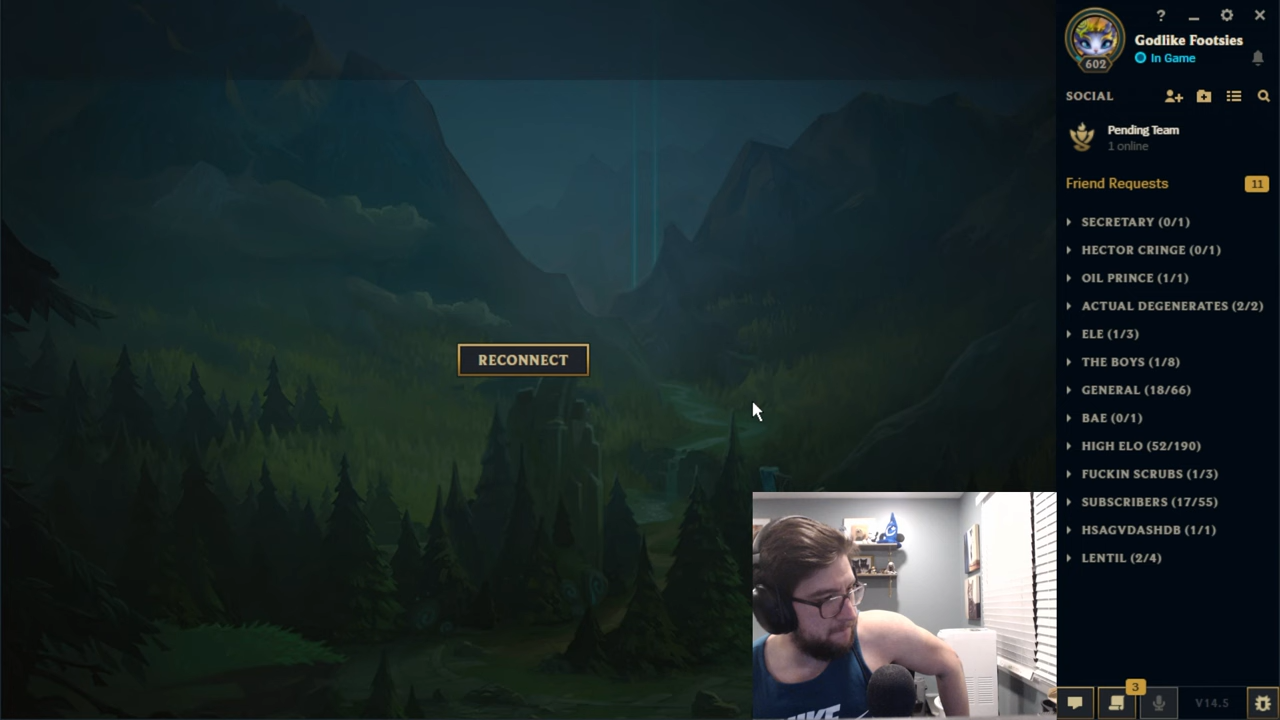 ?
Godlike Footsies
602
In Game
SOCIAL
Pending Team
1 online
Friend Requests
11
SECRETARY (0/1)
HECTOR CRINGE (0/1)
OIL PRINCE (1/1)
ACTUAL DEGENERATES (2/2)
ELE (1/3)
RECONNECT
THE BOYS (1/8)
GENERAL (18/66)
BAE (0/1)
HIGH ELO (52/190)
FUCKIN SCRUBS (1/3)
SUBSCRIBERS (17/55)
HSAGVDASHDB (1/1)
LENTIL (2/4)
3
V14.5
NIKE